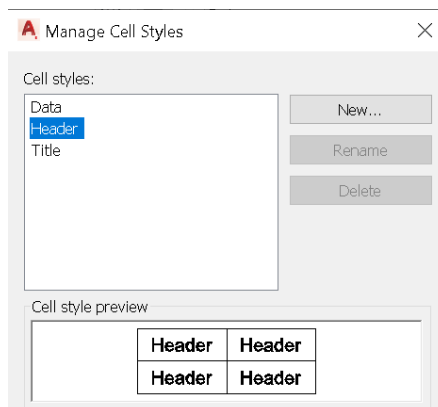 Manage Cell Styles
Cell styles:
Data
Header
Title
New...
Rename
Delete
Cell style preview
Header Header
Header Header